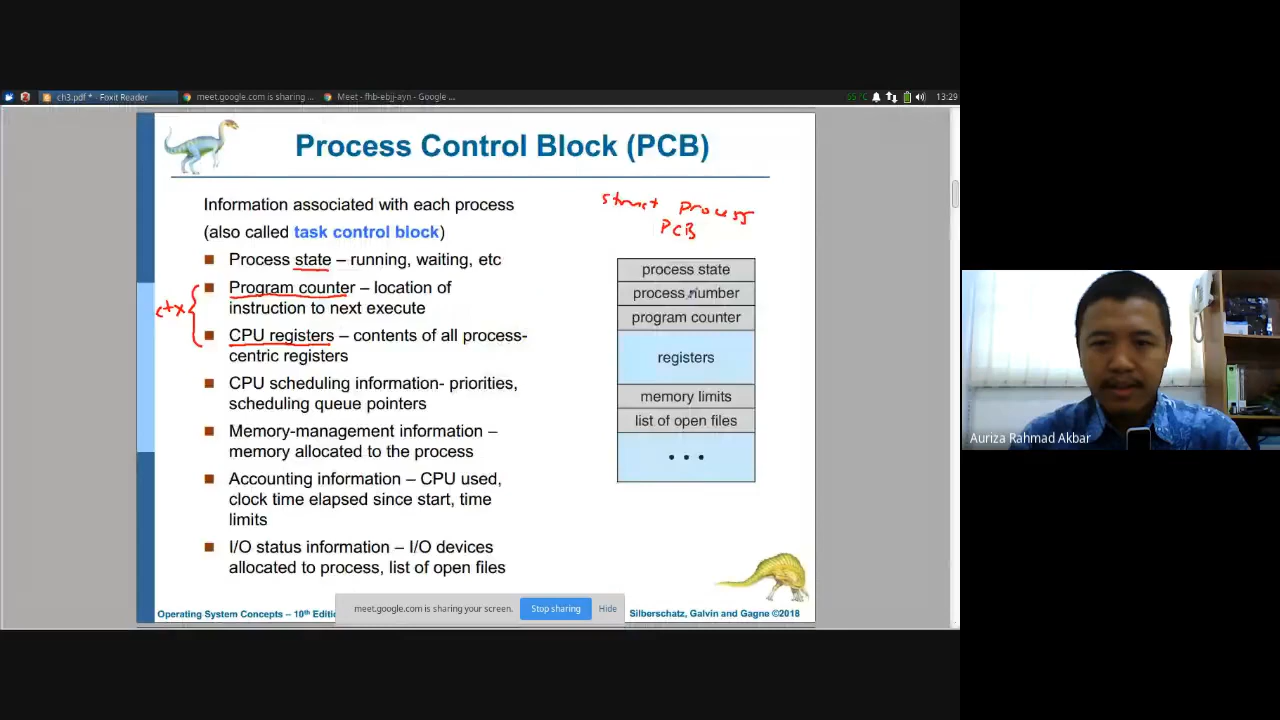 ch3.pdf * - Foxit Reader
meet.google.com is sharing ...
Meet - fhb-ebjj-ayn - Google ...
65°C
13:29
Process Control Block (PCB)
Information associated with each process
(also called task control block)
Process state – running, waiting, etc
Program counter – location of
instruction to next execute
CPU registers – contents of all process-
centric registers
CPU scheduling information- priorities,
scheduling queue pointers
Memory-management information –
memory allocated to the process
Accounting information – CPU used,
clock time elapsed since start, time
limits
I/O status information – I/O devices
allocated to process, list of open files
ctx
struct process
PCB
process state
process number
program counter
registers
memory limits
list of open files
• • •
Operating System Concepts – 10th Editio
meet.google.com is sharing your screen.
Stop sharing
Hide
Silberschatz, Galvin and Gagne ©2018
Auriza Rahmad Akbar